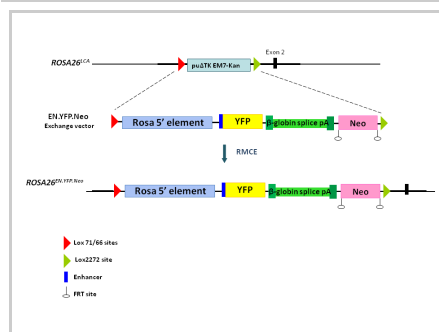 Exon 2
ROSA26LCA
puΔTK EM7-Kan
EN.YFP.Neo
Exchange vector
Rosa 5' element
YFP
β-globin splice pA
Neo
RMCE
ROSA26EN.YFP.Neo
Rosa 5' element
YFP
β-globin splice pA
Neo
Lox 71/66 sites
Lox2272 site
Enhancer
FRT site